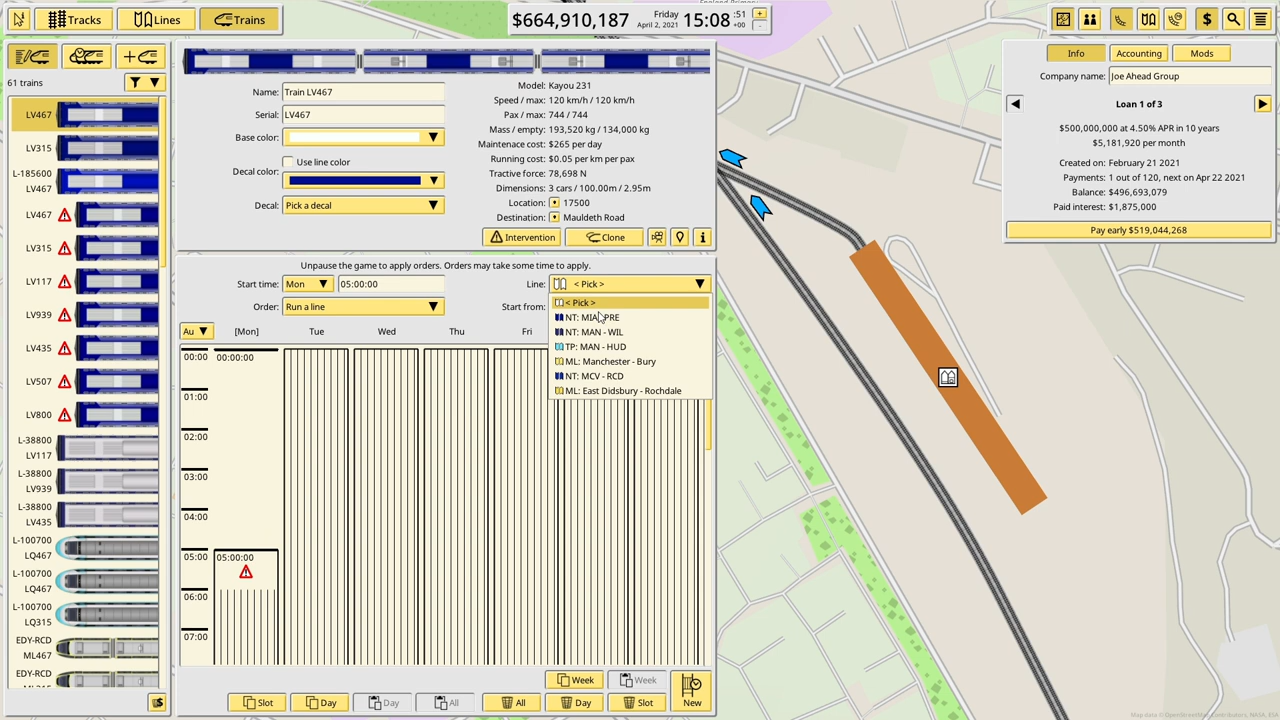 Tracks
Lines
Trains
$664,910,187
Friday
April 2, 2021
15:08
:51
+00
+
$
61 trains
LV467
LV315
L-185600
LV467
LV467
LV315
LV117
LV939
LV435
LV507
LV800
L-38800
LV117
L-38800
LV939
L-38800
LV435
L-100700
LQ467
L-100700
LQ467
L-100700
LQ315
EDY-RCD
ML467
EDY-RCD
Name: Train LV467
Serial: LV467
Base color:
Use line color
Decal color:
Decal: Pick a decal
Model: Kayou 231
Speed / max: 120 km/h / 120 km/h
Pax / max: 744 / 744
Mass / empty: 193,520 kg / 134,000 kg
Maintenace cost: $265 per day
Running cost: $0.05 per km per pax
Tractive force: 78,698 N
Dimensions: 3 cars / 100.00m / 2.95m
Location: 17500
Destination: Mauldeth Road
Intervention
Clone
Unpause the game to apply orders. Orders may take some time to apply.
Start time: Mon 05:00:00
Line: < Pick >
Order: Run a line
Start from:
< Pick >
NT: MIA - PRE
NT: MAN - WIL
TP: MAN - HUD
ML: Manchester - Bury
NT: MCV - RCD
ML: East Didsbury - Rochdale
Au
[Mon]
Tue
Wed
Thu
Fri
00:00
00:00:00
01:00
02:00
03:00
04:00
05:00
05:00:00
06:00
07:00
Week
Week
Slot
Day
Day
All
All
Day
Slot
New
Info
Accounting
Mods
Company name: Joe Ahead Group
Loan 1 of 3
$500,000,000 at 4.50% APR in 10 years
$5,181,920 per month
Created on: February 21 2021
Payments: 1 out of 120, next on Apr 22 2021
Balance: $496,693,079
Paid interest: $1,875,000
Pay early $519,044,268
Map data © OpenStreetMap contributors, NASA, EIA